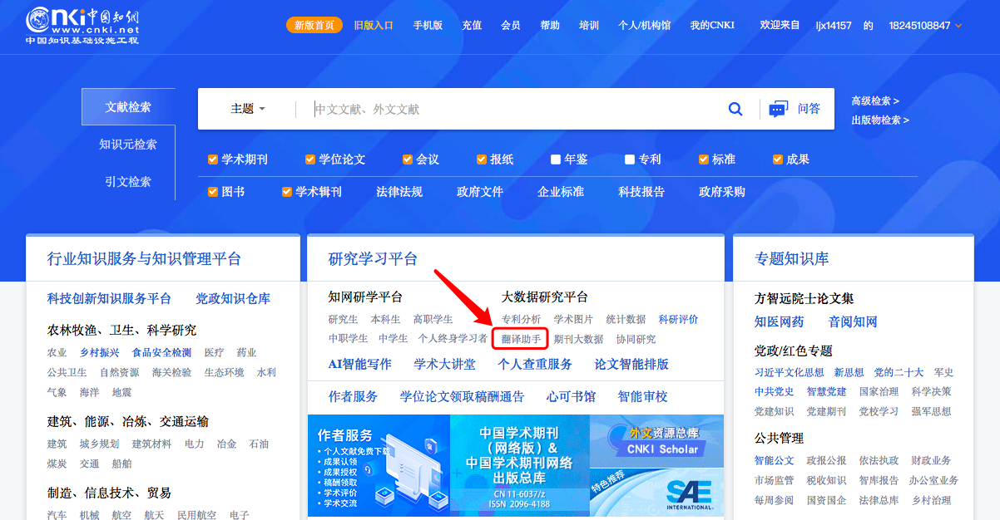 cnki中国知网
www.cnki.net
中国知识基础设施工程
新版首页 旧版入口 手机版 充值 会员 帮助 培训 个人/机构馆 我的CNKI 欢迎来自 ljx14157 的 18245108847
文献检索
知识元检索
引文检索
主题 中文文献、外文文献 问答
高级检索 >
出版物检索 >
学术期刊 学位论文 会议 报纸 年鉴 专利 标准 成果
图书 学术辑刊 法律法规 政府文件 企业标准 科技报告 政府采购
行业知识服务与知识管理平台
科技创新知识服务平台 党政知识仓库
农林牧渔、卫生、科学研究
农业 乡村振兴 食品安全检测 医疗 药业
公共卫生 自然资源 海关检验 生态环境 水利
气象 海洋 地震
建筑、能源、冶炼、交通运输
建筑 城乡规划 建筑材料 电力 冶金 石油
煤炭 交通 船舶
制造、信息技术、贸易
汽车 机械 航空 航天 民用航空 电子
研究学习平台
知网研学平台
研究生 本科生 高职学生
中职学生 中学生 个人终身学习者
大数据研究平台
专利分析 学术图片 统计数据 科研评价
翻译助手 期刊大数据 协同研究
AI智能写作 学术大讲堂 个人查重服务 论文智能排版
作者服务 学位论文领取稿酬通告 心可书馆 智能审校
作者服务
• 个人文献免费下载
• 成果认领
• 成果授权
• 稿酬领取
• 学术评价
• 学术交流
中国学术期刊
（网络版）&
中国学术期刊网络
出版总库
CN 11-6037/z
ISSN 2096-4188
外文资源总库
CNKI Scholar
特色推荐
SAE
INTERNATIONAL
专题知识库
方智远院士论文集
知医网药 音阅知网
党政/红色专题
习近平文化思想 新思想 党的二十大 军史
中共党史 智慧党建 国家治理 科学决策
党建知识 党建期刊 党校学习 强军思想
公共管理
智能公文 政报公报 依法执政 财政业务
市场监管 税收知识 智库报告 办公室业务
每周参阅 国资国企 法律总库 乡村治理